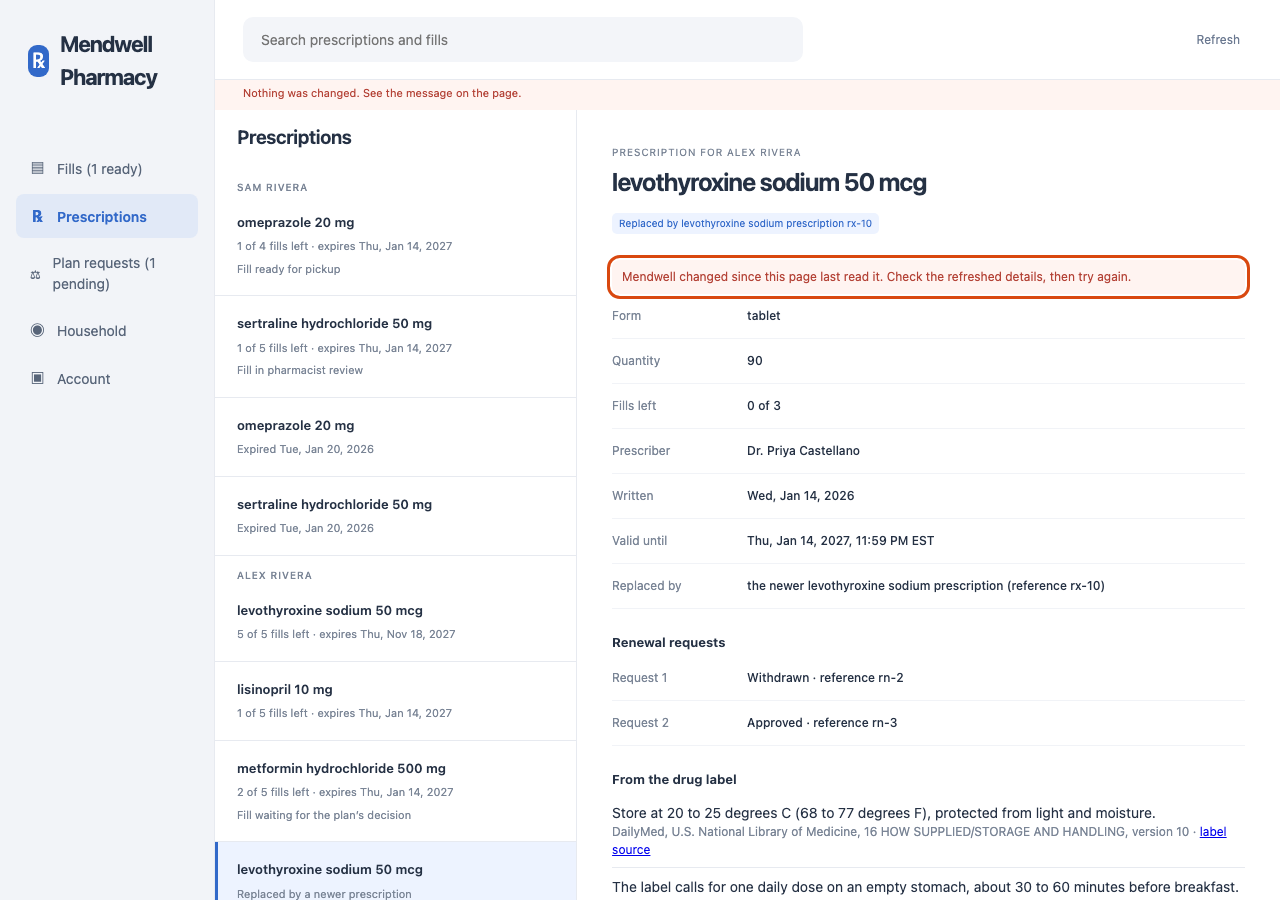 Mendwell
Pharmacy
Search prescriptions and fills
Refresh
Nothing was changed. See the message on the page.
Fills (1 ready)
Prescriptions
Plan requests (1
pending)
Household
Account
Prescriptions
SAM RIVERA
omeprazole 20 mg
1 of 4 fills left · expires Thu, Jan 14, 2027
Fill ready for pickup
sertraline hydrochloride 50 mg
1 of 5 fills left · expires Thu, Jan 14, 2027
Fill in pharmacist review
omeprazole 20 mg
Expired Tue, Jan 20, 2026
sertraline hydrochloride 50 mg
Expired Tue, Jan 20, 2026
ALEX RIVERA
levothyroxine sodium 50 mcg
5 of 5 fills left · expires Thu, Nov 18, 2027
lisinopril 10 mg
1 of 5 fills left · expires Thu, Jan 14, 2027
metformin hydrochloride 500 mg
2 of 5 fills left · expires Thu, Jan 14, 2027
Fill waiting for the plan's decision
levothyroxine sodium 50 mcg
Replaced by a newer prescription
PRESCRIPTION FOR ALEX RIVERA
levothyroxine sodium 50 mcg
Replaced by levothyroxine sodium prescription rx-10
Mendwell changed since this page last read it. Check the refreshed details, then try again.
Form tablet
Quantity 90
Fills left 0 of 3
Prescriber Dr. Priya Castellano
Written Wed, Jan 14, 2026
Valid until Thu, Jan 14, 2027, 11:59 PM EST
Replaced by the newer levothyroxine sodium prescription (reference rx-10)
Renewal requests
Request 1 Withdrawn · reference rn-2
Request 2 Approved · reference rn-3
From the drug label
Store at 20 to 25 degrees C (68 to 77 degrees F), protected from light and moisture.
DailyMed, U.S. National Library of Medicine, 16 HOW SUPPLIED/STORAGE AND HANDLING, version 10 · label
source
The label calls for one daily dose on an empty stomach, about 30 to 60 minutes before breakfast.